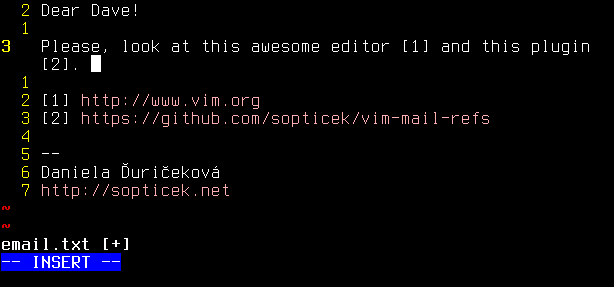 2 Dear Dave!
1
3 Please, look at this awesome editor [1] and this plugin
[2].
1
2 [1] http://www.vim.org
3 [2] https://github.com/sopticek/vim-mail-refs
4
5 --
6 Daniela Ďuričeková
7 http://sopticek.net
~
~
email.txt [+]
-- INSERT --